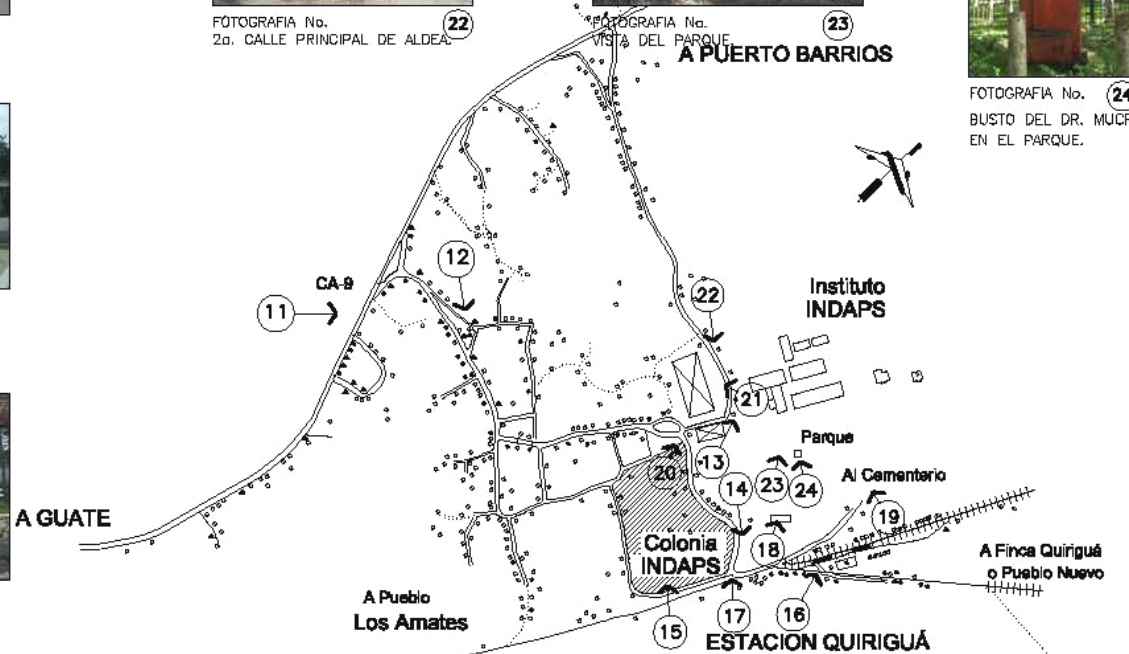 FOTOGRAFIA No. 22
2a. CALLE PRINCIPAL DE ALDEA.
FOTOGRAFIA No. 23
VISTA DEL PARQUE
FOTOGRAFIA No. 24
BUSTO DEL DR.
EN EL PARQUE.
A PUERTO BARRIOS
12
CA-9
11
22
Instituto
INDAPS
21
Parque
20
13
23
24
Al Cementerio
14
19
A GUATE
18
Colonia
INDAPS
A Finca Quiriguá
o Pueblo Nuevo
A Pueblo
Los Amates
15
17
16
ESTACION QUIRIGUÁ